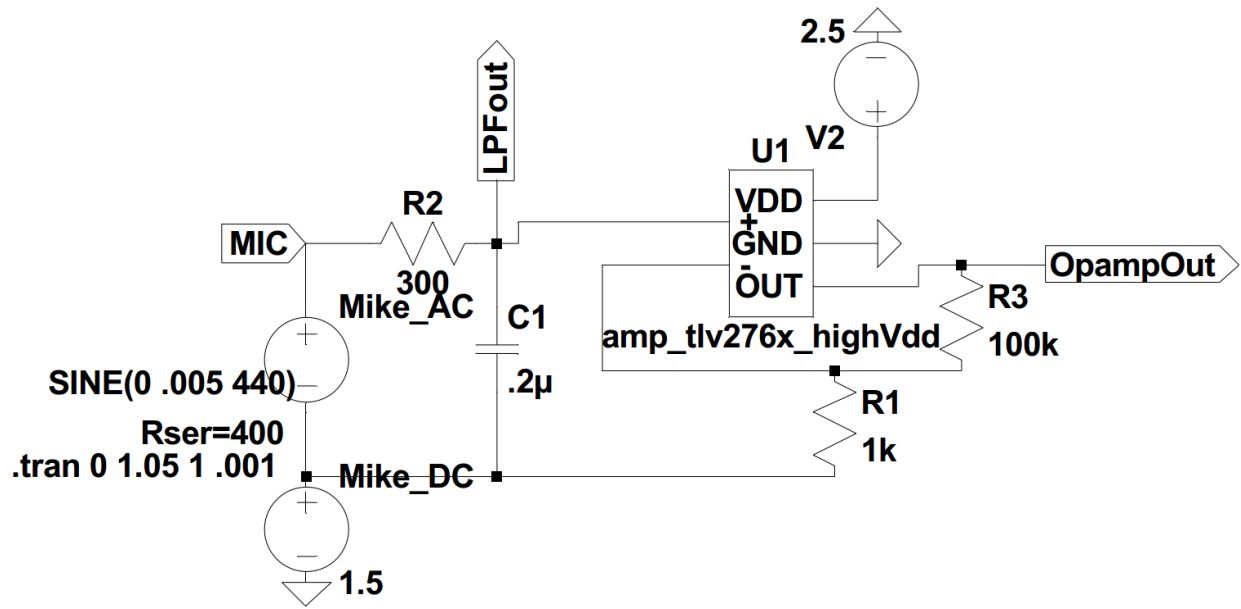 2.5
LPFout
V2
U1
R2
VDD
+
MIC
GND
-
OpampOut
300
OUT
R3
Mike_AC
C1
amp_tlv276x_highVdd
100k
SINE(0 .005 440)
.2µ
R1
Rser=400
1k
.tran 0 1.05 1 .001
Mike_DC
1.5